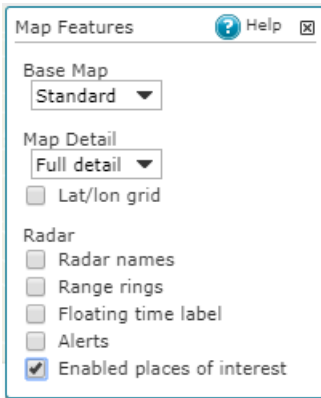 Map Features ? Help
Base Map
Standard
Map Detail
Full detail
Lat/lon grid
Radar
Radar names
Range rings
Floating time label
Alerts
Enabled places of interest